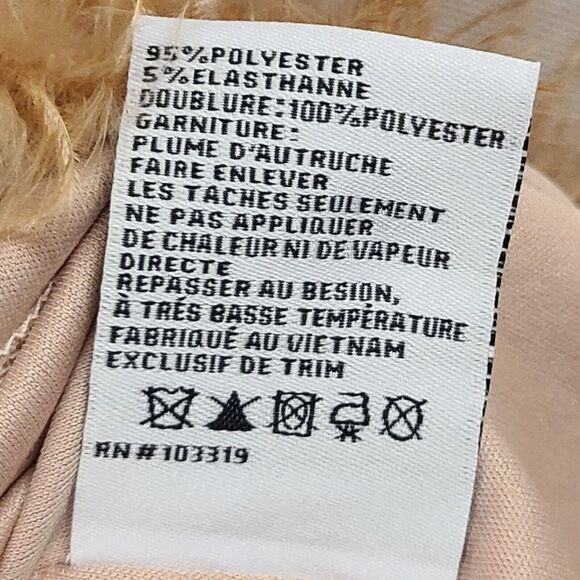 95%POLYESTER
5%ELASTHANNE
DOUBLURE:100%POLYESTER
GARNITURE:
PLUME D'AUTRUCHE
FAIRE ENLEVER
LES TACHES SEULEMENT
NE PAS APPLIQUER
DE CHALEUR NI DE VAPEUR
DIRECTE
REPASSER AU BESION,
À TRÉS BASSE TEMPÉRATURE
FABRIQUÉ AU VIETNAM
EXCLUSIF DE TRIM
RN#103319